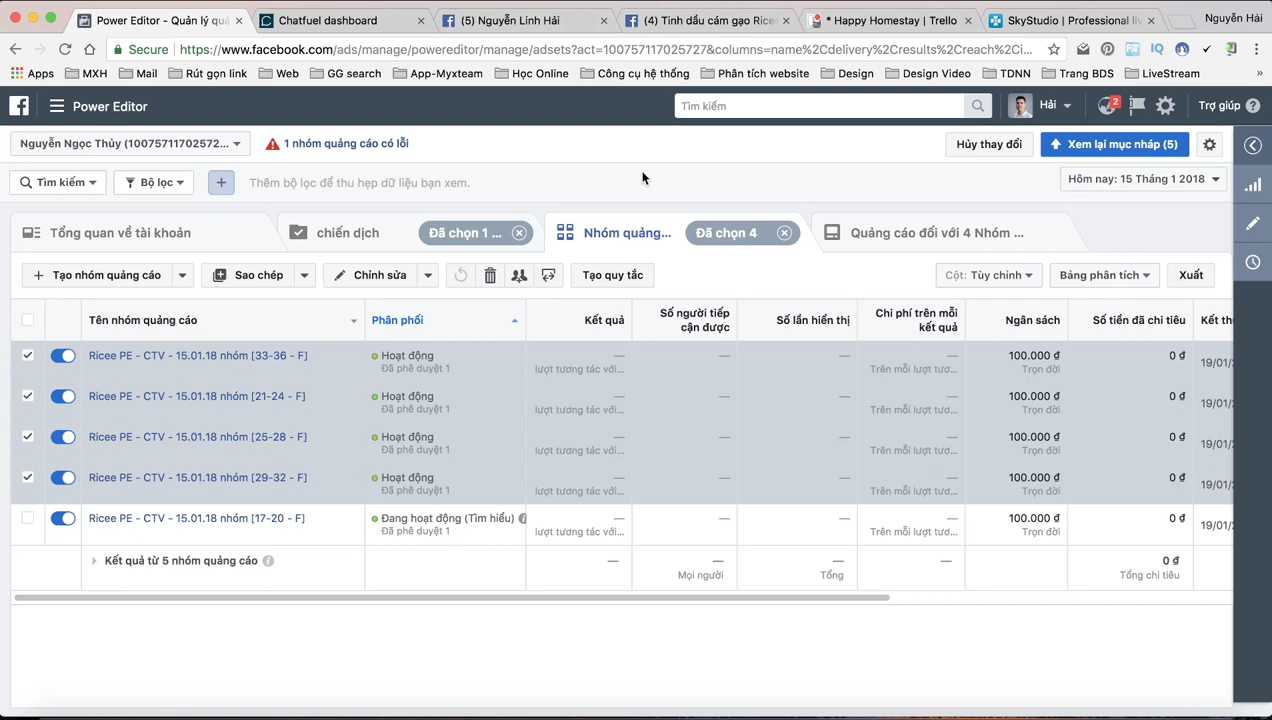 Power Editor - Quản lý quả
Chatfuel dashboard
(5) Nguyễn Linh Hải
(4) Tinh dầu cám gạo Ricee
* Happy Homestay | Trello
SkyStudio | Professional liv
Nguyễn Hải
Secure
https://www.facebook.com/ads/manage/powereditor/manage/adsets?act=100757117025727&columns=name%2Cdelivery%2Cresults%2Creach%2Ci...
Apps
MXH
Mail
Rút gọn link
Web
GG search
App-Myxteam
Học Online
Công cụ hệ thống
Phân tích website
Design
Design Video
TDNN
Trang BDS
LiveStream
»
Power Editor
Tìm kiếm
Hải
2
Trợ giúp
Nguyễn Ngọc Thủy (10075711702572...
1 nhóm quảng cáo có lỗi
Hủy thay đổi
Xem lại mục nháp (5)
Tìm kiếm
Bộ lọc
Thêm bộ lọc để thu hẹp dữ liệu bạn xem.
Hôm nay: 15 Tháng 1 2018
Tổng quan về tài khoản
chiến dịch
Đã chọn 1 ...
Nhóm quảng...
Đã chọn 4
Quảng cáo đối với 4 Nhóm ...
Tạo nhóm quảng cáo
Sao chép
Chỉnh sửa
Tạo quy tắc
Cột: Tùy chỉnh
Bảng phân tích
Xuất
Tên nhóm quảng cáo
Phân phối
Kết quả
Số người tiếp cận được
Số lần hiển thị
Chi phí trên mỗi kết quả
Ngân sách
Số tiền đã chi tiêu
Kết thú
Ricee PE - CTV - 15.01.18 nhóm [33-36 - F]
Hoạt động
— — — — 100.000 ₫ 0 ₫
Đã phê duyệt 1
lượt tương tác với...
Trên mỗi lượt tươ...
Trọn đời
19/01/
Ricee PE - CTV - 15.01.18 nhóm [21-24 - F]
Hoạt động
— — — — 100.000 ₫ 0 ₫
Đã phê duyệt 1
lượt tương tác với...
Trên mỗi lượt tươ...
Trọn đời
19/01/
Ricee PE - CTV - 15.01.18 nhóm [25-28 - F]
Hoạt động
— — — — 100.000 ₫ 0 ₫
Đã phê duyệt 1
lượt tương tác với...
Trên mỗi lượt tươ...
Trọn đời
19/01/
Ricee PE - CTV - 15.01.18 nhóm [29-32 - F]
Hoạt động
— — — — 100.000 ₫ 0 ₫
Đã phê duyệt 1
lượt tương tác với...
Trên mỗi lượt tươ...
Trọn đời
19/01/
Ricee PE - CTV - 15.01.18 nhóm [17-20 - F]
Đang hoạt động (Tìm hiểu)
— — — — 100.000 ₫ 0 ₫
Đã phê duyệt 1
lượt tương tác với...
Trên mỗi lượt tươ...
Trọn đời
19/01/
Kết quả từ 5 nhóm quảng cáo
— — — — 0 ₫
Mọi người
Tổng
Tổng chi tiêu